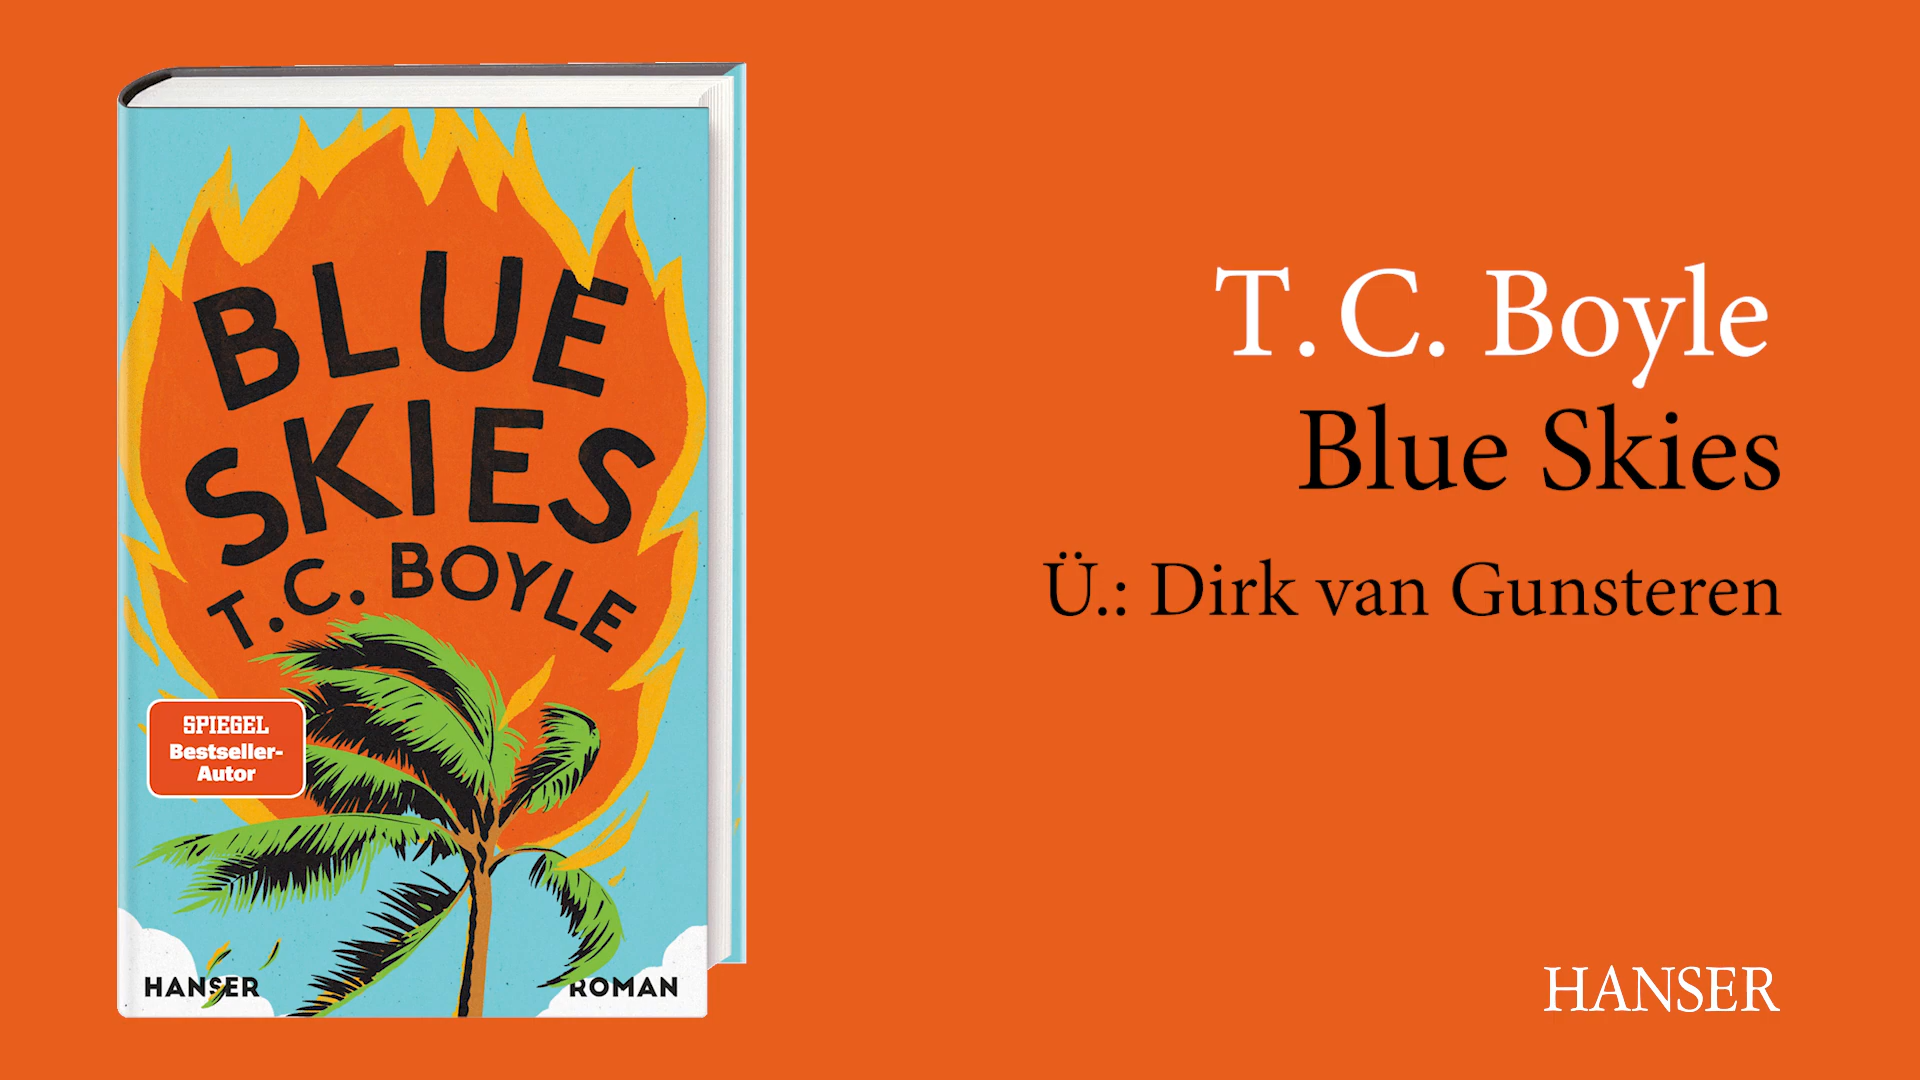 BLUE
SKIES
T.C. BOYLE
SPIEGEL
Bestseller-
Autor
HANSER
ROMAN
T. C. Boyle
Blue Skies
Ü.: Dirk van Gunsteren
HANSER